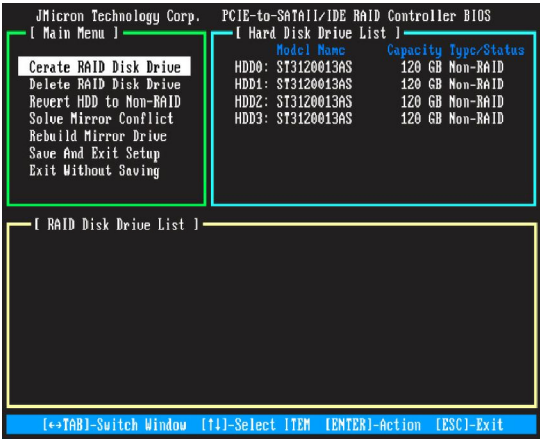 JMicron Technology Corp. PCIE-to-SATAII/IDE RAID Controller BIOS
[ Main Menu ]
Cerate RAID Disk Drive
Delete RAID Disk Drive
Revert HDD to Non-RAID
Solve Mirror Conflict
Rebuild Mirror Drive
Save And Exit Setup
Exit Without Saving
[ Hard Disk Drive List ]
Model Name Capacity Type/Status
HDD0: ST3120013AS 120 GB Non-RAID
HDD1: ST3120013AS 120 GB Non-RAID
HDD2: ST3120013AS 120 GB Non-RAID
HDD3: ST3120013AS 120 GB Non-RAID
[ RAID Disk Drive List ]
[↔TAB]-Switch Window [↑↓]-Select ITEM [ENTER]-Action [ESC]-Exit